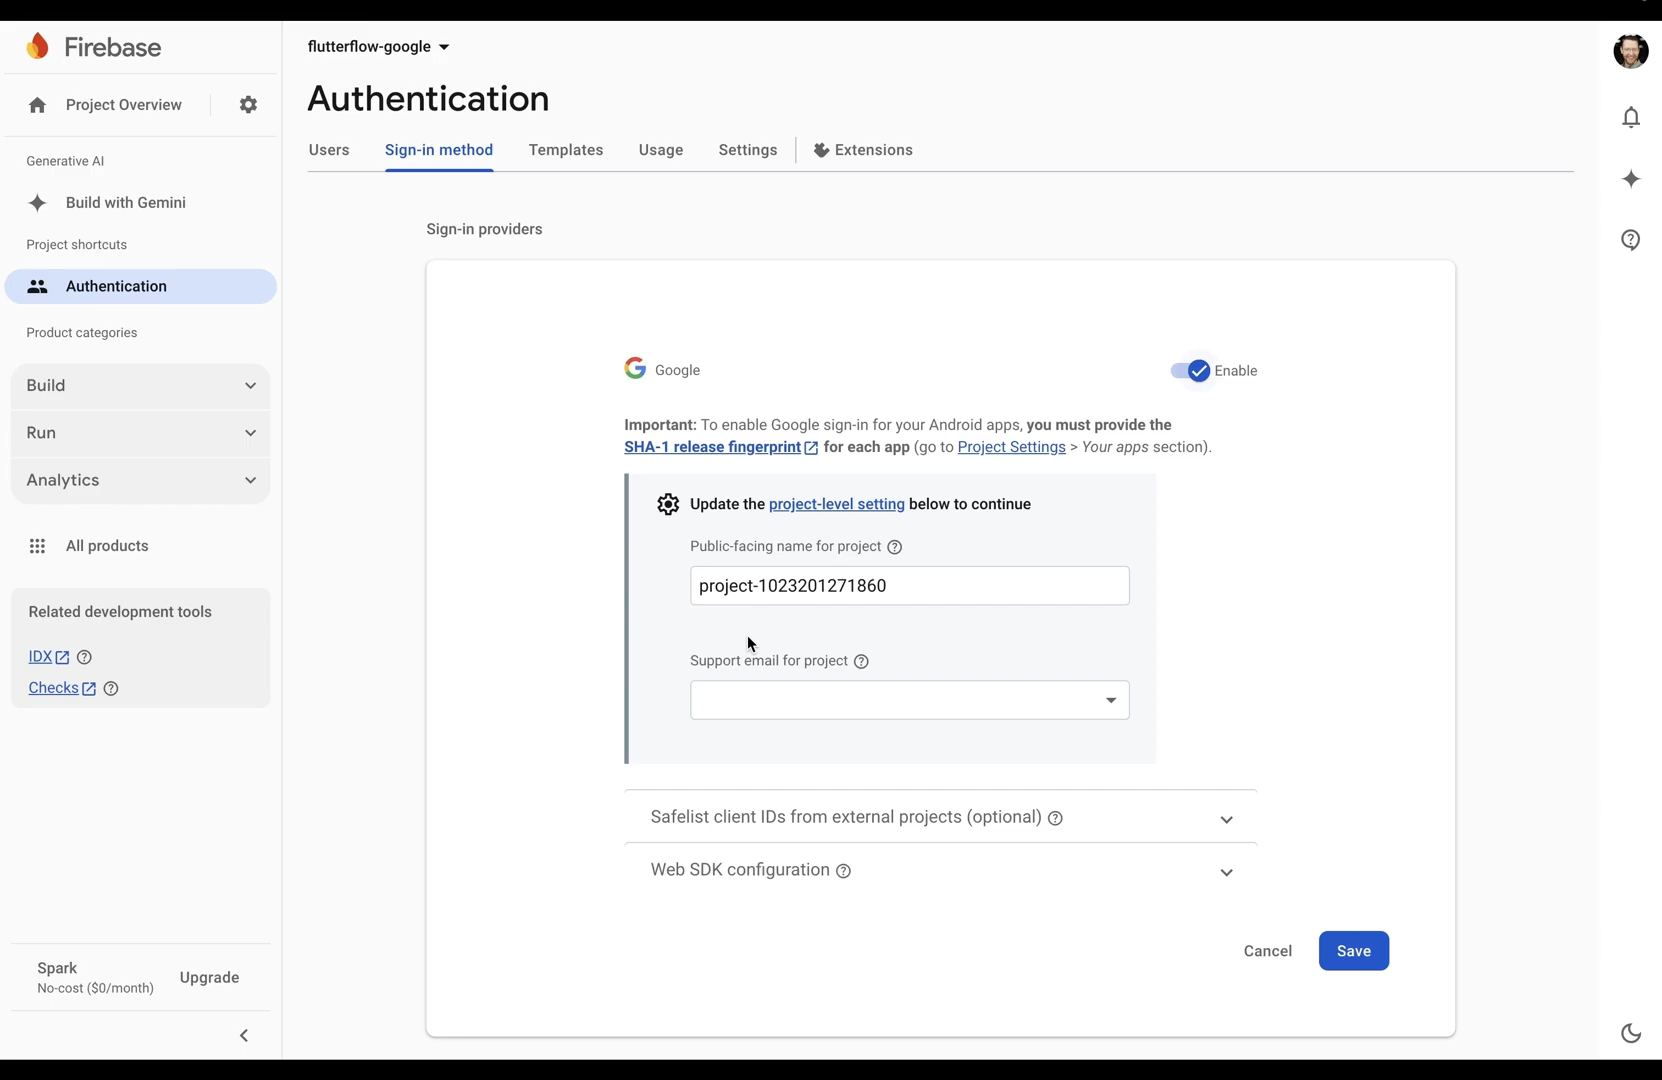 Firebase
Project Overview
Generative AI
Build with Gemini
Project shortcuts
Authentication
Product categories
Build
Run
Analytics
All products
Related development tools
IDX
Checks
Spark
No-cost ($0/month)
Upgrade
flutterflow-google
Authentication
Users Sign-in method Templates Usage Settings Extensions
Sign-in providers
Google
Enable
Important: To enable Google sign-in for your Android apps, you must provide the
SHA-1 release fingerprint for each app (go to Project Settings > Your apps section).
Update the project-level setting below to continue
Public-facing name for project
project-1023201271860
Support email for project
Safelist client IDs from external projects (optional)
Web SDK configuration
Cancel
Save